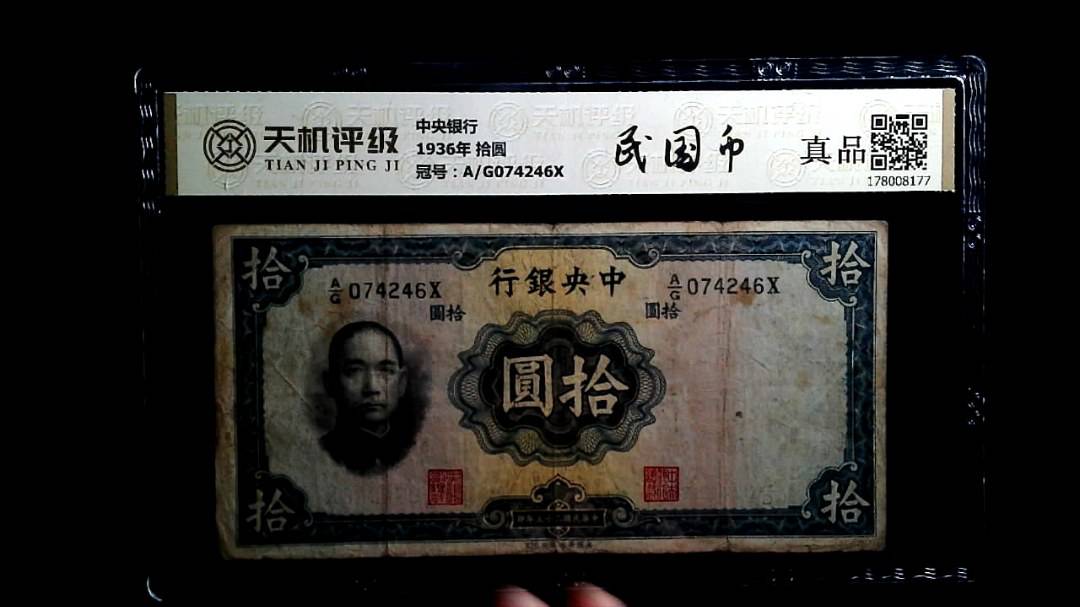 天机评级
TIAN JI PING JI
中央银行
1936年 拾圆
冠号：A/G074246X
民国币
真品
178008177
拾
拾
行銀央中
A/G 074246X
A/G 074246X
圓拾
圓拾
圓拾
拾
拾